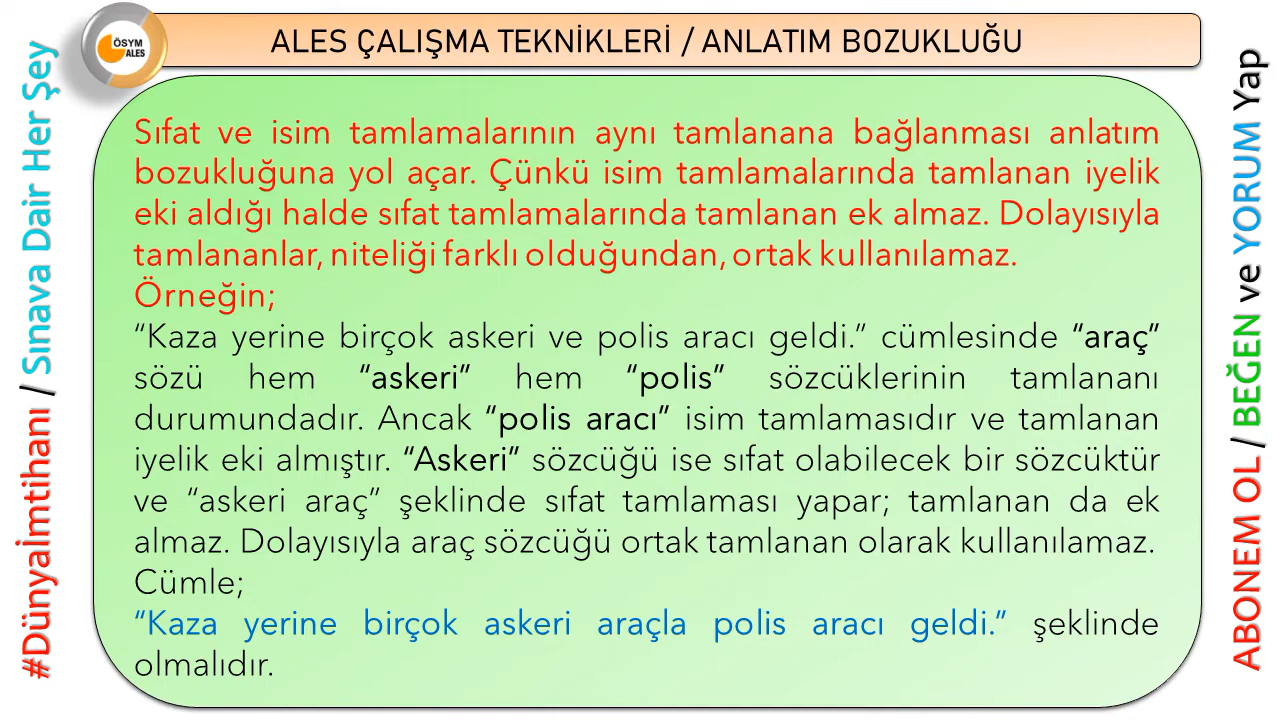 ÖSYM
ALES
ALES ÇALIŞMA TEKNİKLERİ / ANLATIM BOZUKLUĞU
#Dünyaimtihanı / Sınava Dair Her Şey
Sıfat ve isim tamlamalarının aynı tamlanana bağlanması anlatım
bozukluğuna yol açar. Çünkü isim tamlamalarında tamlanan iyelik
eki aldığı halde sıfat tamlamalarında tamlanan ek almaz. Dolayısıyla
tamlananlar, niteliği farklı olduğundan, ortak kullanılamaz.
Örneğin;
“Kaza yerine birçok askeri ve polis aracı geldi.” cümlesinde “araç”
sözü hem “askeri” hem “polis” sözcüklerinin tamlananı
durumundadır. Ancak “polis aracı” isim tamlamasıdır ve tamlanan
iyelik eki almıştır. “Askeri” sözcüğü ise sıfat olabilecek bir sözcüktür
ve “askeri araç” şeklinde sıfat tamlaması yapar; tamlanan da ek
almaz. Dolayısıyla araç sözcüğü ortak tamlanan olarak kullanılamaz.
Cümle;
“Kaza yerine birçok askeri araçla polis aracı geldi.” şeklinde
olmalıdır.
ABONEM OL / BEĞEN ve YORUM Yap